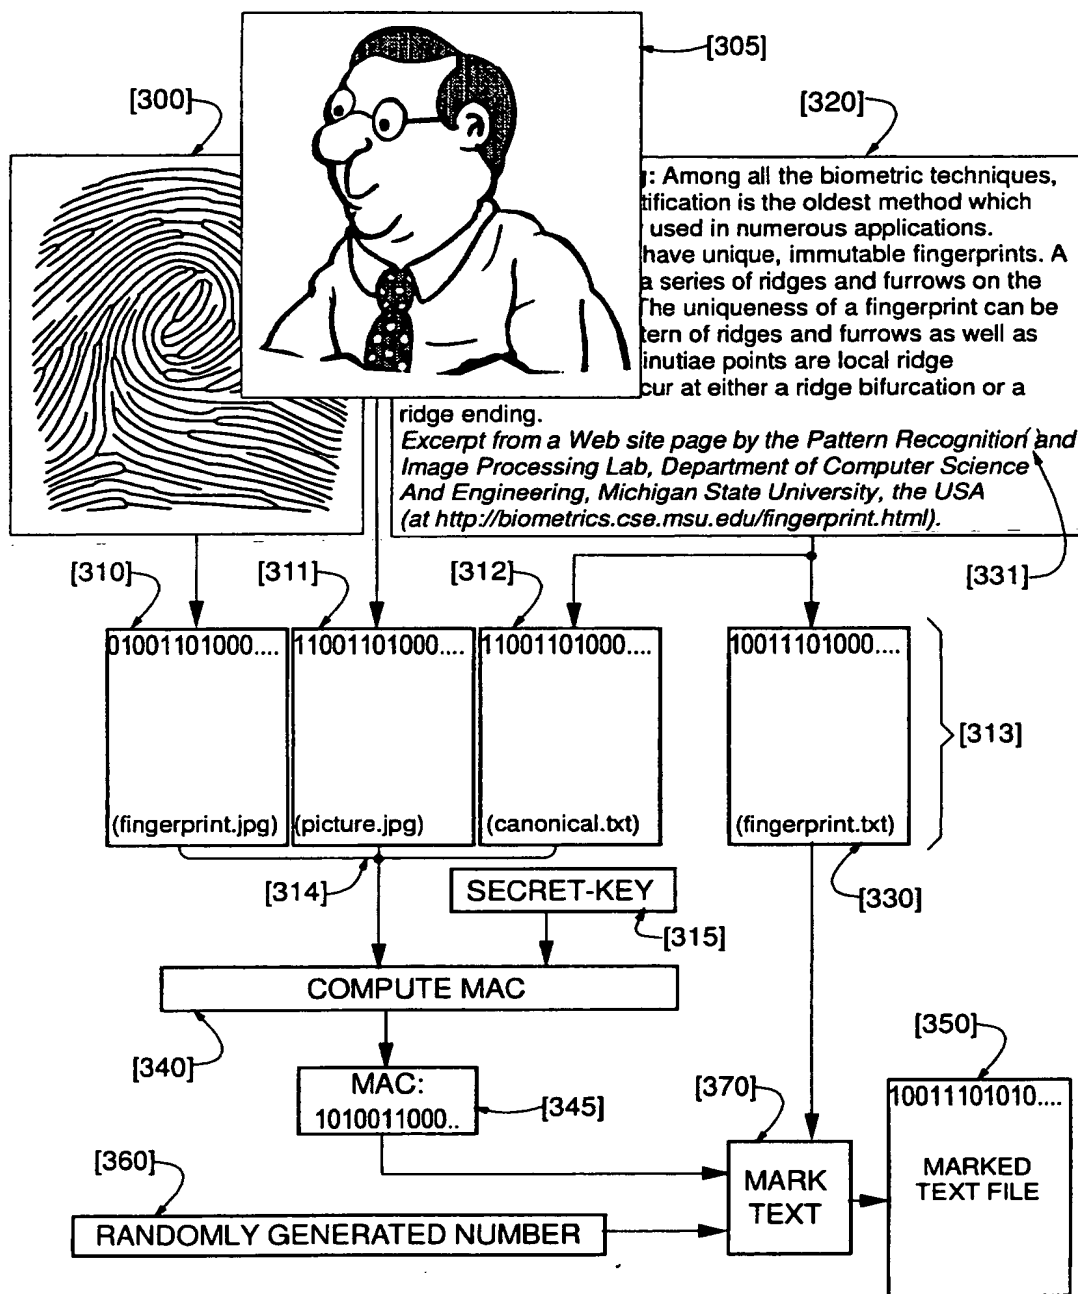 [305]
[300]
[320]
g: Among all the biometric techniques,
tification is the oldest method which
used in numerous applications.
have unique, immutable fingerprints. A
a series of ridges and furrows on the
The uniqueness of a fingerprint can be
tern of ridges and furrows as well as
inutiae points are local ridge
cur at either a ridge bifurcation or a
ridge ending.
Excerpt from a Web site page by the Pattern Recognition and
Image Processing Lab, Department of Computer Science
And Engineering, Michigan State University, the USA
(at http://biometrics.cse.msu.edu/fingerprint.html).
[310]
[311]
[312]
[331]
01001101000....
11001101000....
11001101000....
10011101000....
[313]
(fingerprint.jpg)
(picture.jpg)
(canonical.txt)
(fingerprint.txt)
[314]
SECRET-KEY
[330]
[315]
COMPUTE MAC
[340]
[350]
MAC:
1010011000..
[345]
[370]
10011101010....
[360]
MARK
TEXT
MARKED
TEXT FILE
RANDOMLY GENERATED NUMBER